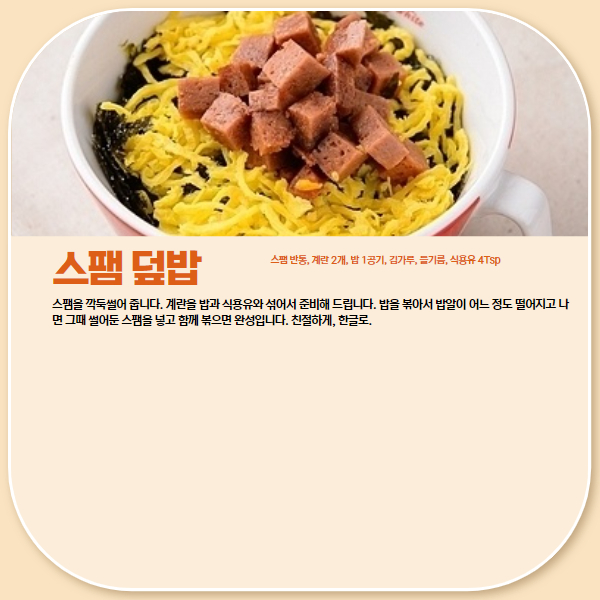 스팸 덮밥
스팸 반통, 계란 2개, 밥 1공기, 김가루, 들기름, 식용유 4Tsp
스팸을 깍둑썰어 줍니다. 계란을 밥과 식용유와 섞어서 준비해 드립니다. 밥을 볶아서 밥알이 어느 정도 떨어지고 나
면 그때 썰어둔 스팸을 넣고 함께 볶으면 완성입니다. 친절하게, 한글로.